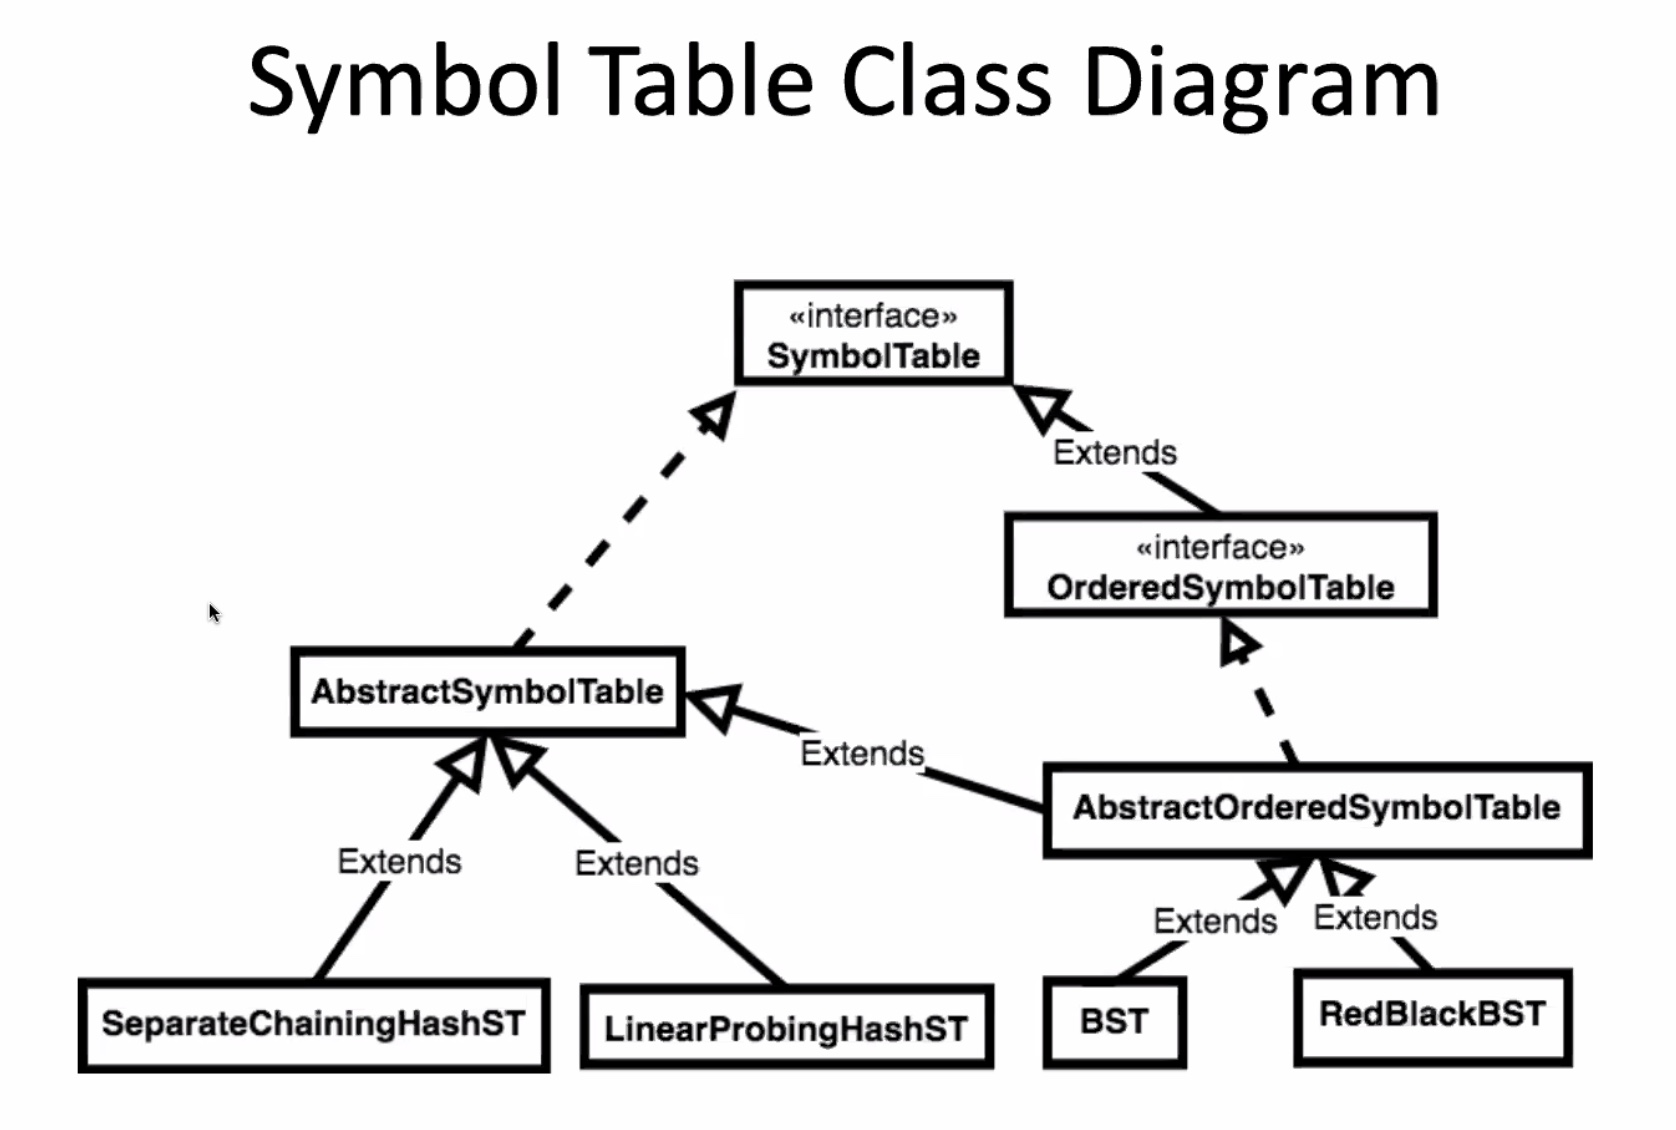 Symbol Table Class Diagram
«interface»
SymbolTable
Extends
«interface»
OrderedSymbolTable
AbstractSymbolTable
Extends
AbstractOrderedSymbolTable
Extends
Extends
Extends
Extends
SeparateChainingHashST
LinearProbingHashST
BST
RedBlackBST